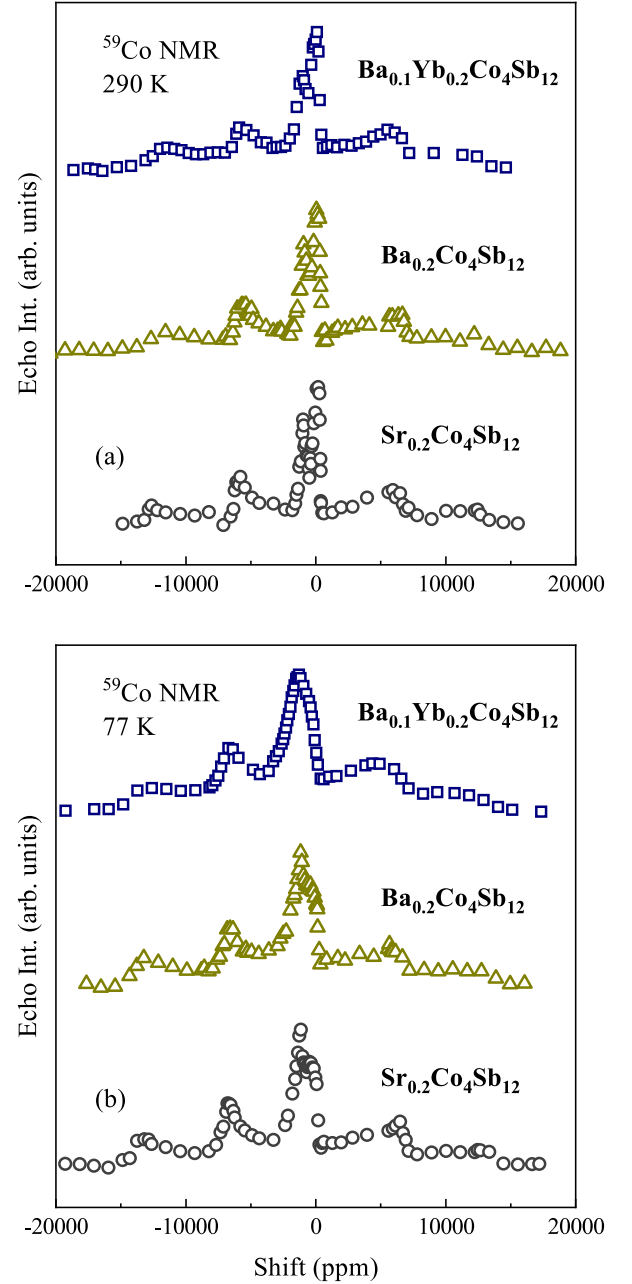 ⁵⁹Co NMR
290 K
Ba₀.₁Yb₀.₂Co₄Sb₁₂
Ba₀.₂Co₄Sb₁₂
Sr₀.₂Co₄Sb₁₂
(a)
Echo Int. (arb. units)
-20000 -10000 0 10000 20000
⁵⁹Co NMR
77 K
Ba₀.₁Yb₀.₂Co₄Sb₁₂
Ba₀.₂Co₄Sb₁₂
Sr₀.₂Co₄Sb₁₂
(b)
Echo Int. (arb. units)
-20000 -10000 0 10000 20000
Shift (ppm)